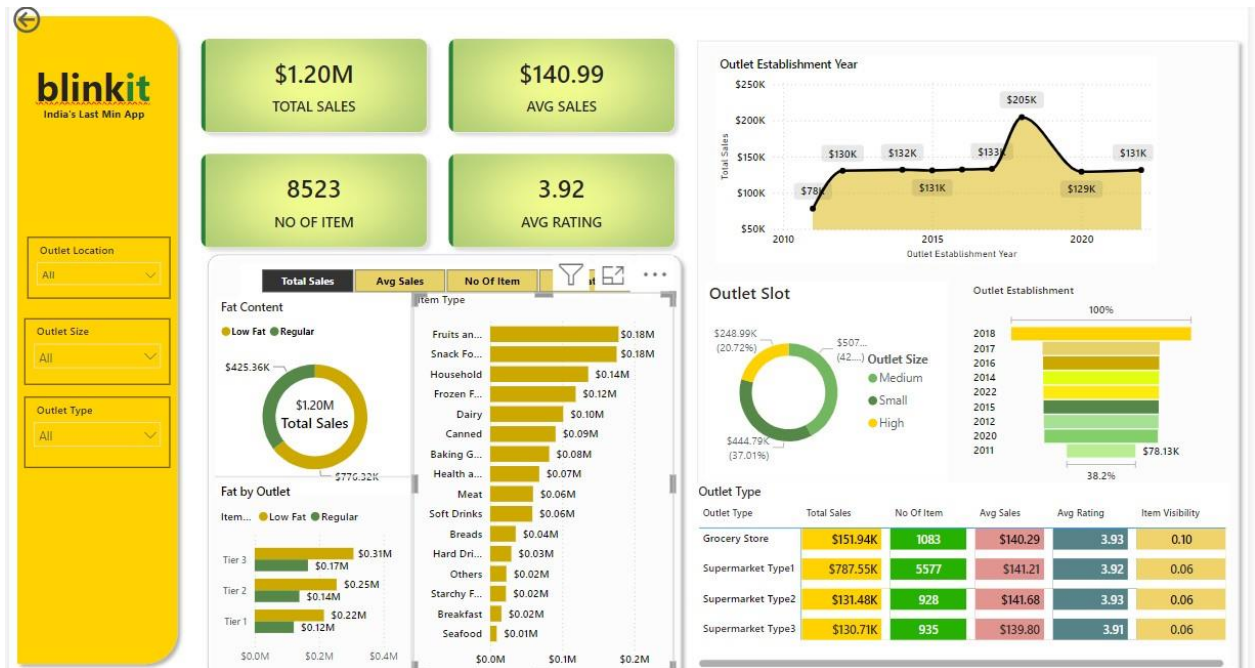 blinkit
India's Last Min App
Outlet Location
All
Outlet Size
All
Outlet Type
All
$1.20M
TOTAL SALES
$140.99
AVG SALES
8523
NO OF ITEM
3.92
AVG RATING
Total Sales
Avg Sales
No Of Item
Fat Content
Low Fat
Regular
$425.36K
$1.20M
Total Sales
$776.32K
Fat by Outlet
Item...
Low Fat
Regular
Tier 3
$0.31M
$0.17M
Tier 2
$0.25M
$0.14M
Tier 1
$0.22M
$0.12M
$0.0M
$0.2M
$0.4M
Item Type
Fruits an...
$0.18M
Snack Fo...
$0.18M
Household
$0.14M
Frozen F...
$0.12M
Dairy
$0.10M
Canned
$0.09M
Baking G...
$0.08M
Health a...
$0.07M
Meat
$0.06M
Soft Drinks
$0.06M
Breads
$0.04M
Hard Dri...
$0.03M
Others
$0.02M
Starchy F...
$0.02M
Breakfast
$0.02M
Seafood
$0.01M
$0.0M
$0.1M
$0.2M
Outlet Establishment Year
Total Sales
$250K
$200K
$150K
$100K
$50K
$78K
$130K
$132K
$131K
$133K
$205K
$129K
$131K
2010
2015
2020
Outlet Establishment Year
Outlet Slot
$248.99K
(20.72%)
$507...
(42...)
$444.79K
(37.01%)
Outlet Size
Medium
Small
High
Outlet Establishment
100%
2018
2017
2016
2014
2022
2015
2012
2020
2011
$78.13K
38.2%
Outlet Type
Outlet Type Total Sales No Of Item Avg Sales Avg Rating Item Visibility
Grocery Store $151.94K 1083 $140.29 3.93 0.10
Supermarket Type1 $787.55K 5577 $141.21 3.92 0.06
Supermarket Type2 $131.48K 928 $141.68 3.93 0.06
Supermarket Type3 $130.71K 935 $139.80 3.91 0.06